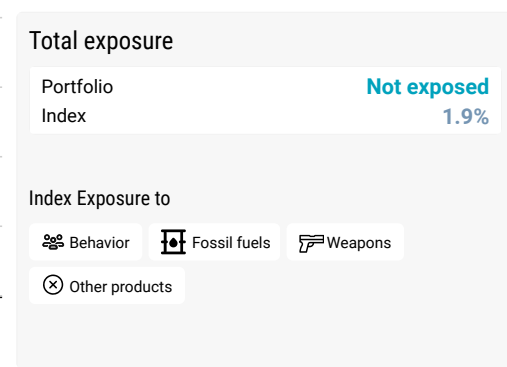 Total exposure
Portfolio Not exposed
Index 1.9%
Index Exposure to
Behavior Fossil fuels Weapons
Other products